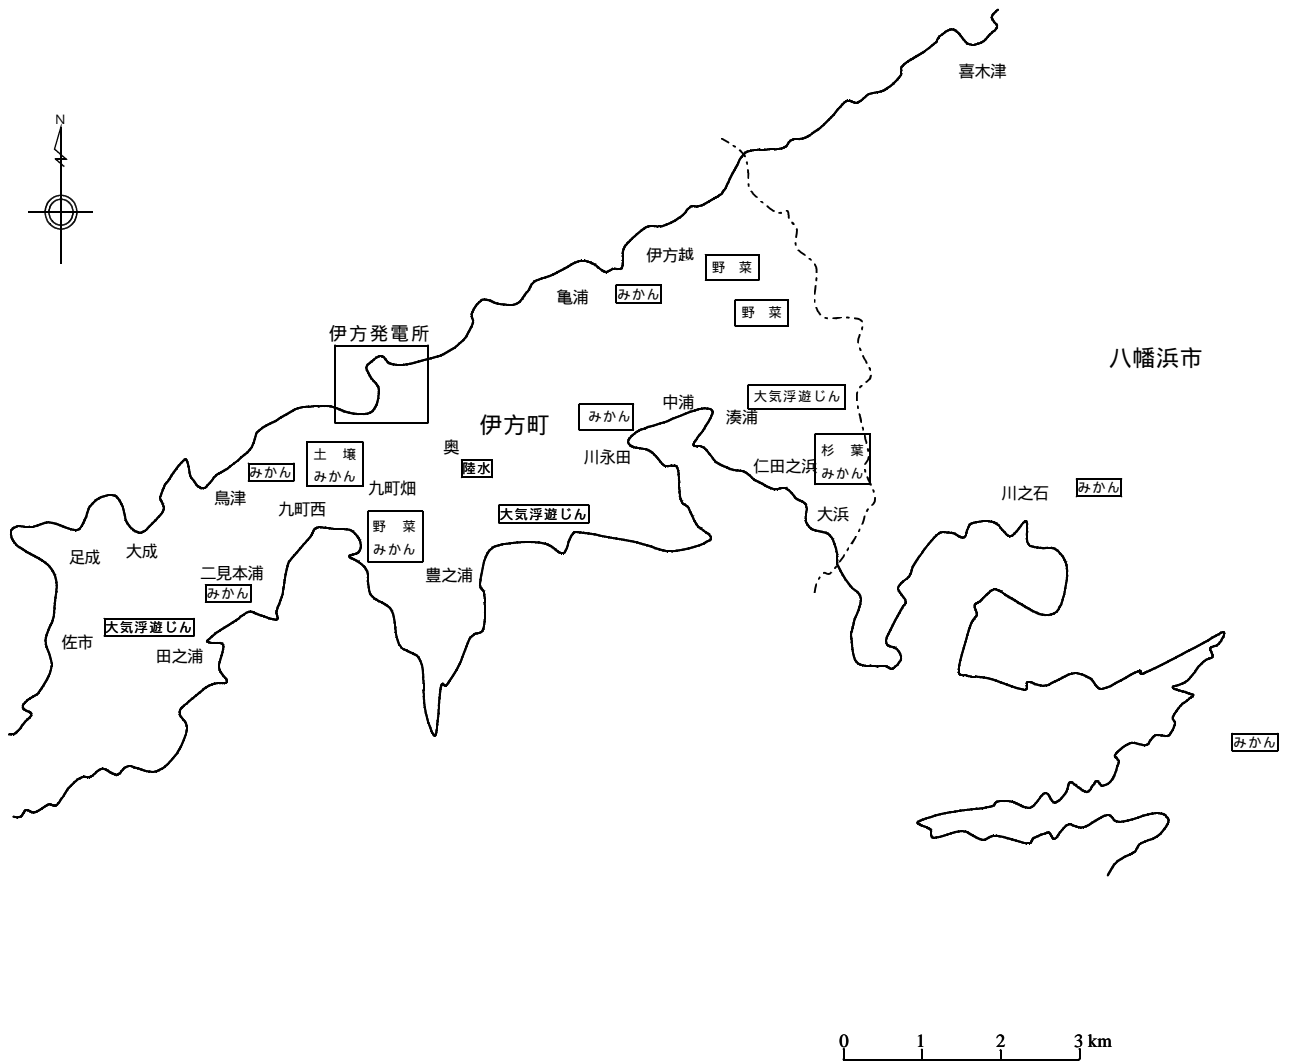 喜木津
N
伊方越
野 菜
みかん
亀浦
野 菜
伊方発電所
八幡浜市
大気浮遊じん
中浦
湊浦
みかん
伊方町
奥
川永田
土 壌
みかん
杉 葉
みかん
仁田之浜
陸水
みかん
鳥津
九町畑
九町西
川之石
みかん
大浜
大気浮遊じん
野 菜
みかん
足成
大成
二見本浦
みかん
豊之浦
大気浮遊じん
佐市
田之浦
みかん
0 1 2 3 km